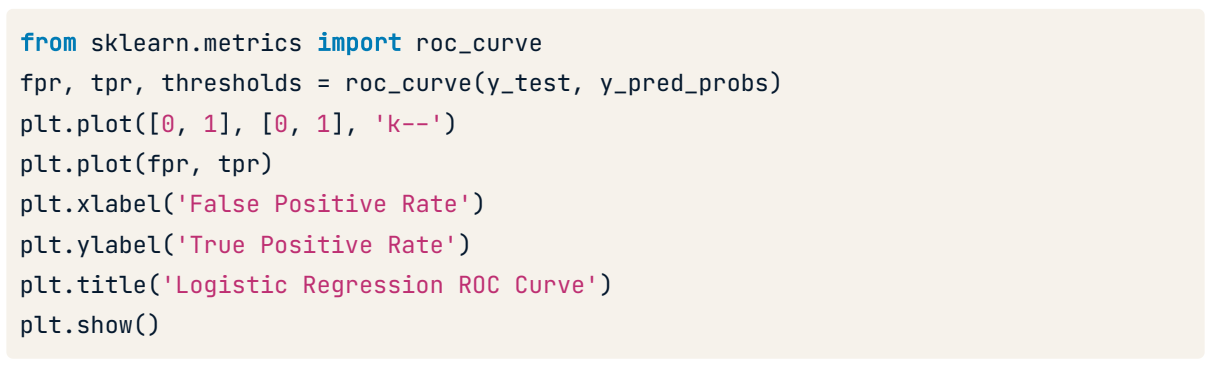 from sklearn.metrics import roc_curve
fpr, tpr, thresholds = roc_curve(y_test, y_pred_probs)
plt.plot([0, 1], [0, 1], 'k--')
plt.plot(fpr, tpr)
plt.xlabel('False Positive Rate')
plt.ylabel('True Positive Rate')
plt.title('Logistic Regression ROC Curve')
plt.show()